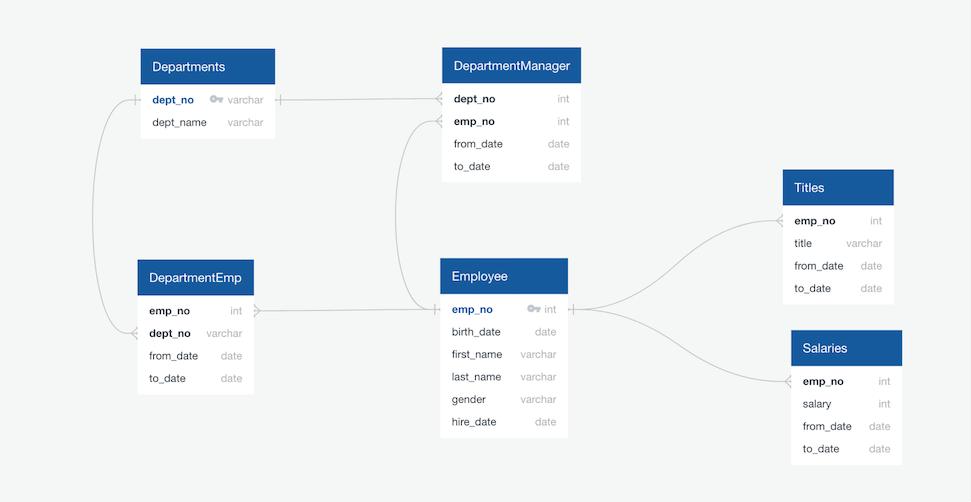 Departments
dept_no varchar
dept_name varchar
DepartmentManager
dept_no int
emp_no int
from_date date
to_date date
Titles
emp_no int
title varchar
from_date date
to_date date
DepartmentEmp
emp_no int
dept_no varchar
from_date date
to_date date
Employee
emp_no int
birth_date date
first_name varchar
last_name varchar
gender varchar
hire_date date
Salaries
emp_no int
salary int
from_date date
to_date date